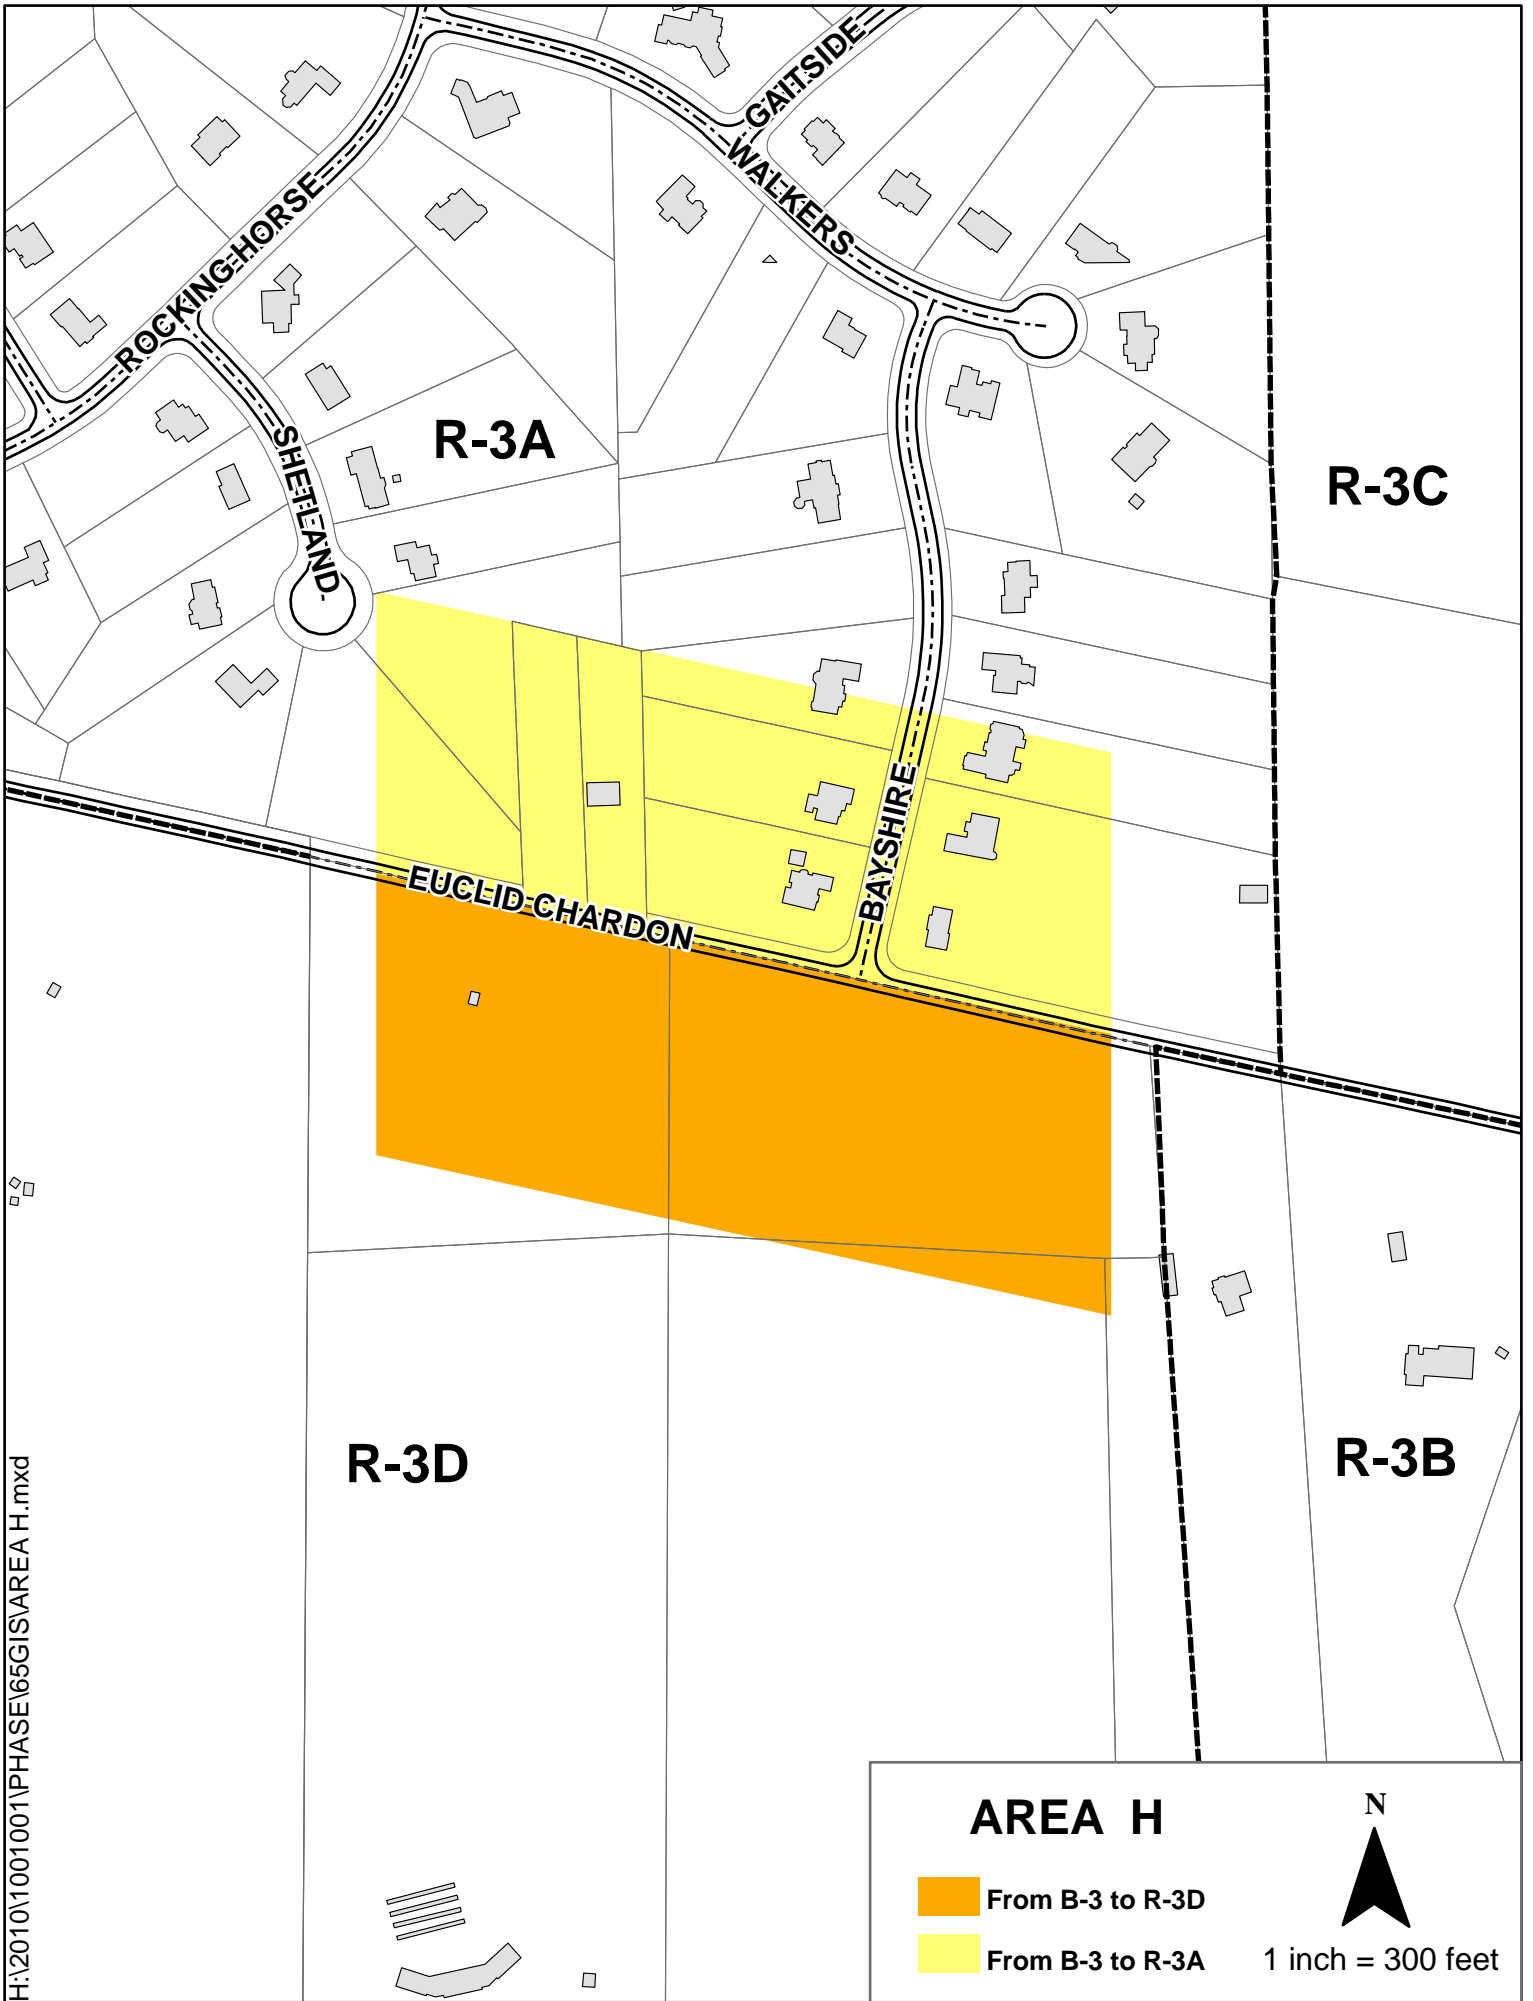 GAITSIDE
WALKERS
ROCKING HORSE
SHETLAND
R-3A
R-3C
BAYSHIRE
EUCLID CHARDON
R-3D
R-3B
H:\2010\1001001\PHASE\65GIS\AREA H.mxd
AREA H
N
From B-3 to R-3D
From B-3 to R-3A
1 inch = 300 feet